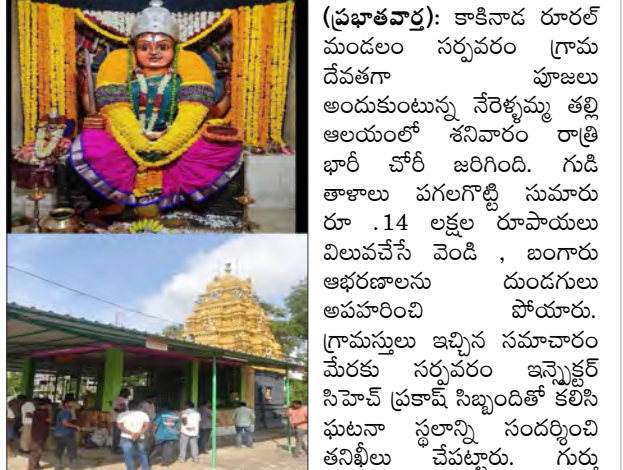 (ప్రభాతవార్త): కాకినాడ రూరల్
మండలం సర్పవరం గ్రామ
దేవతగా పూజలు
అందుకుంటున్న నేరెళ్ళమ్మ తల్లి
ఆలయంలో శనివారం రాత్రి
భారీ చోరీ జరిగింది. గుడి
తాళాలు పగలగొట్టి సుమారు
రూ .14 లక్షల రూపాయలు
విలువచేసే వెండి , బంగారు
ఆభరణాలను దుండగులు
అపహరించి పోయారు.
గ్రామస్తులు ఇచ్చిన సమాచారం
మేరకు సర్పవరం ఇన్స్పెక్టర్
సిహెచ్ ప్రకాష్ సిబ్బందితో కలిసి
ఘటనా స్థలాన్ని సందర్శించి
తనిఖీలు చేపట్టారు. గుర్తు